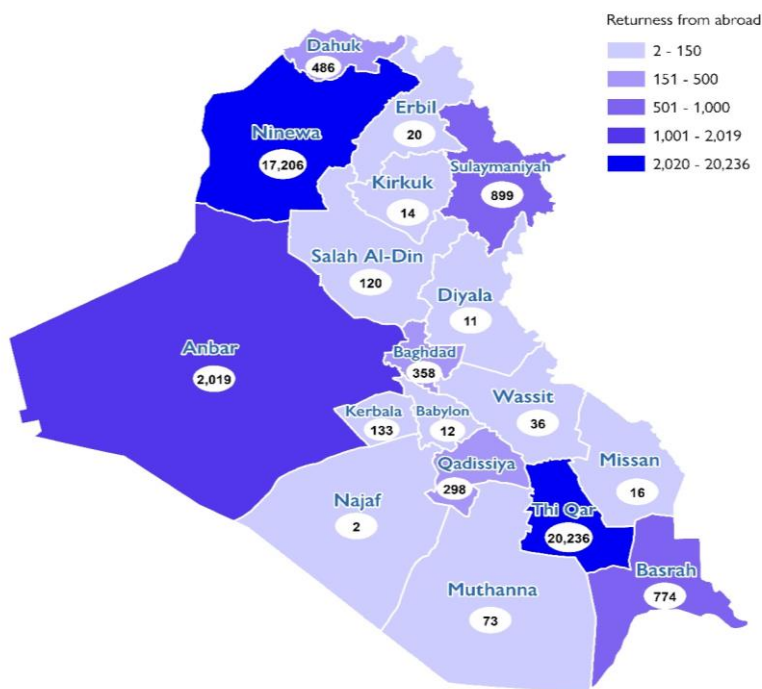 Returness from abroad
2 - 150
151 - 500
501 - 1,000
1,001 - 2,019
2,020 - 20,236
Dahuk
486
Ninewa
17,206
Erbil
20
Sulaymaniyah
899
Kirkuk
14
Salah Al-Din
120
Diyala
11
Anbar
2,019
Baghdad
358
Kerbala
133
Babylon
12
Wassit
36
Qadissiya
298
Missan
16
Najaf
2
Thi Qar
20,236
Muthanna
73
Basrah
774